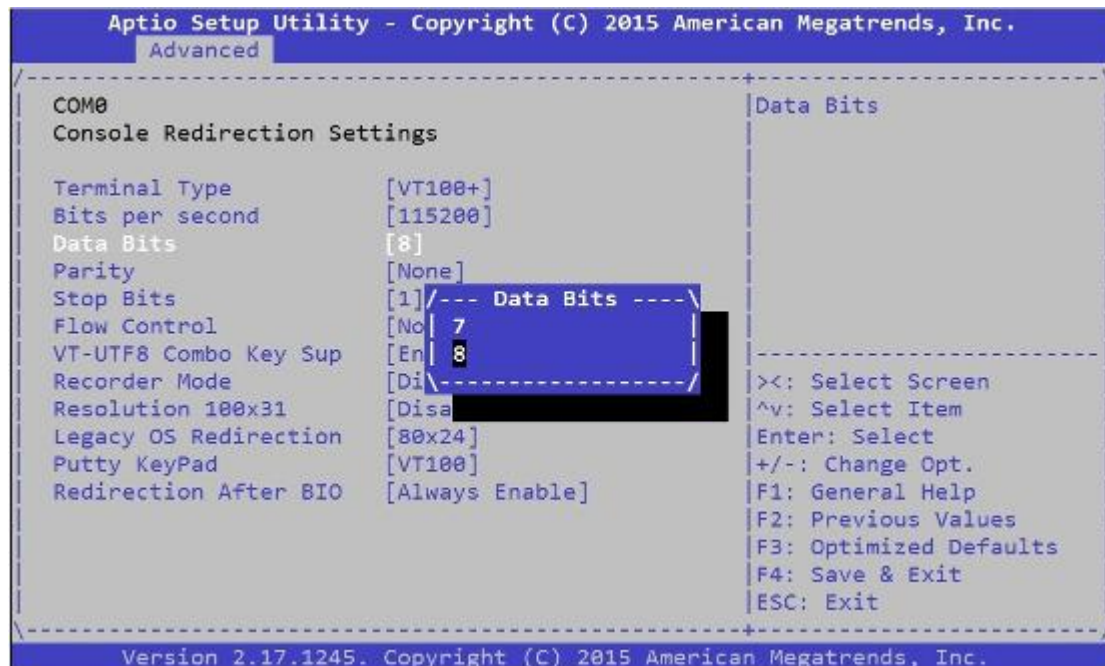 Aptio Setup Utility - Copyright (C) 2015 American Megatrends, Inc.
Advanced
COM0
Console Redirection Settings
Terminal Type [VT100+]
Bits per second [115200]
Data Bits [8]
Parity [None]
Stop Bits [1]
Flow Control [No
VT-UTF8 Combo Key Sup [En
Recorder Mode [Di
Resolution 100x31 [Disa
Legacy OS Redirection [80x24]
Putty KeyPad [VT100]
Redirection After BIO [Always Enable]
/--- Data Bits ----\
7
8
Data Bits
><: Select Screen
^v: Select Item
Enter: Select
+/-: Change Opt.
F1: General Help
F2: Previous Values
F3: Optimized Defaults
F4: Save & Exit
ESC: Exit
Version 2.17.1245. Copyright (C) 2015 American Megatrends, Inc.